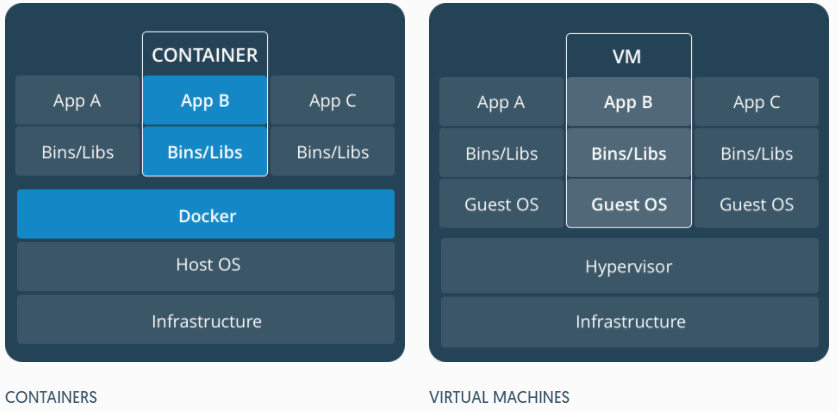 CONTAINER
App A App B App C
Bins/Libs Bins/Libs Bins/Libs
Docker
Host OS
Infrastructure
CONTAINERS
VM
App A App B App C
Bins/Libs Bins/Libs Bins/Libs
Guest OS Guest OS Guest OS
Hypervisor
Infrastructure
VIRTUAL MACHINES